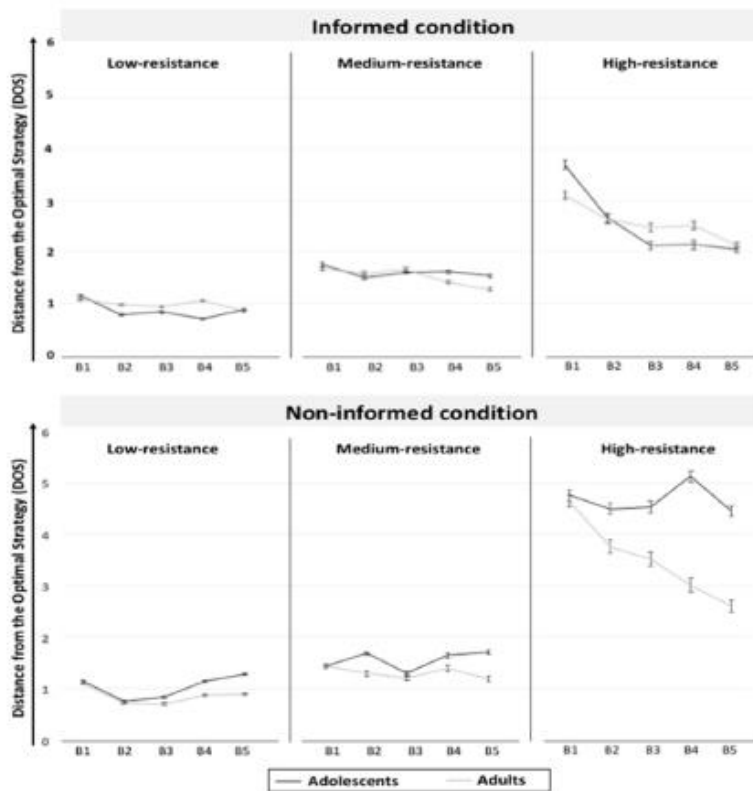 Informed condition
Distance from the Optimal Strategy (DOS)
6
5
4
3
2
1
0
Low-resistance
Medium-resistance
High-resistance
B1 B2 B3 B4 B5
B1 B2 B3 B4 B5
B1 B2 B3 B4 B5
Non-informed condition
Distance from the Optimal Strategy (DOS)
6
5
4
3
2
1
0
Low-resistance
Medium-resistance
High-resistance
B1 B2 B3 B4 B5
B1 B2 B3 B4 B5
B1 B2 B3 B4 B5
Adolescents Adults